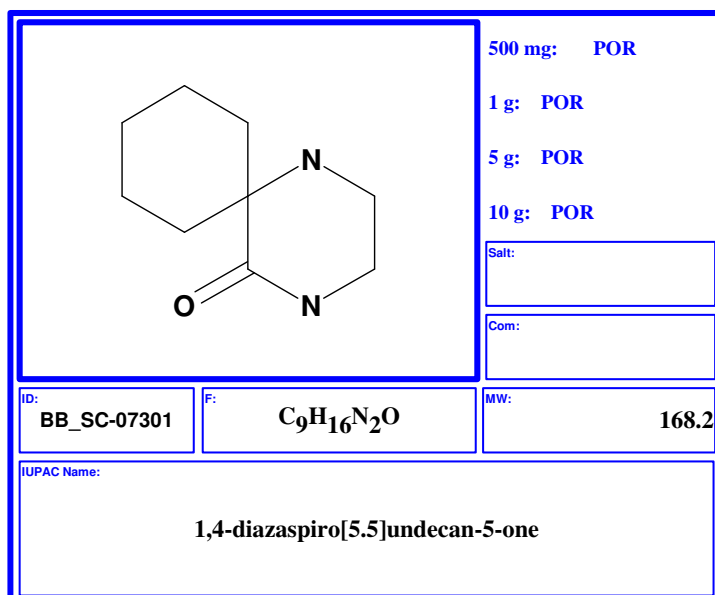 500 mg: POR
1 g: POR
5 g: POR
10 g: POR
N
O
N
Salt:
Com:
ID:
BB_SC-07301
F:
C9H16N2O
MW:
168.2
IUPAC Name:
1,4-diazaspiro[5.5]undecan-5-one